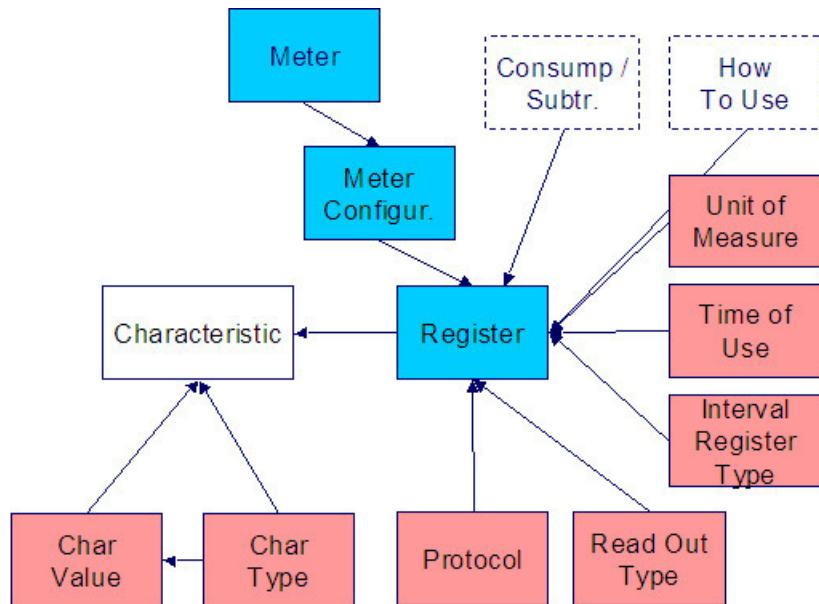 Meter
Consump /
Subtr.
How
To Use
Meter
Configur.
Unit of
Measure
Characteristic
Register
Time of
Use
Interval
Register
Type
Char
Value
Char
Type
Protocol
Read Out
Type